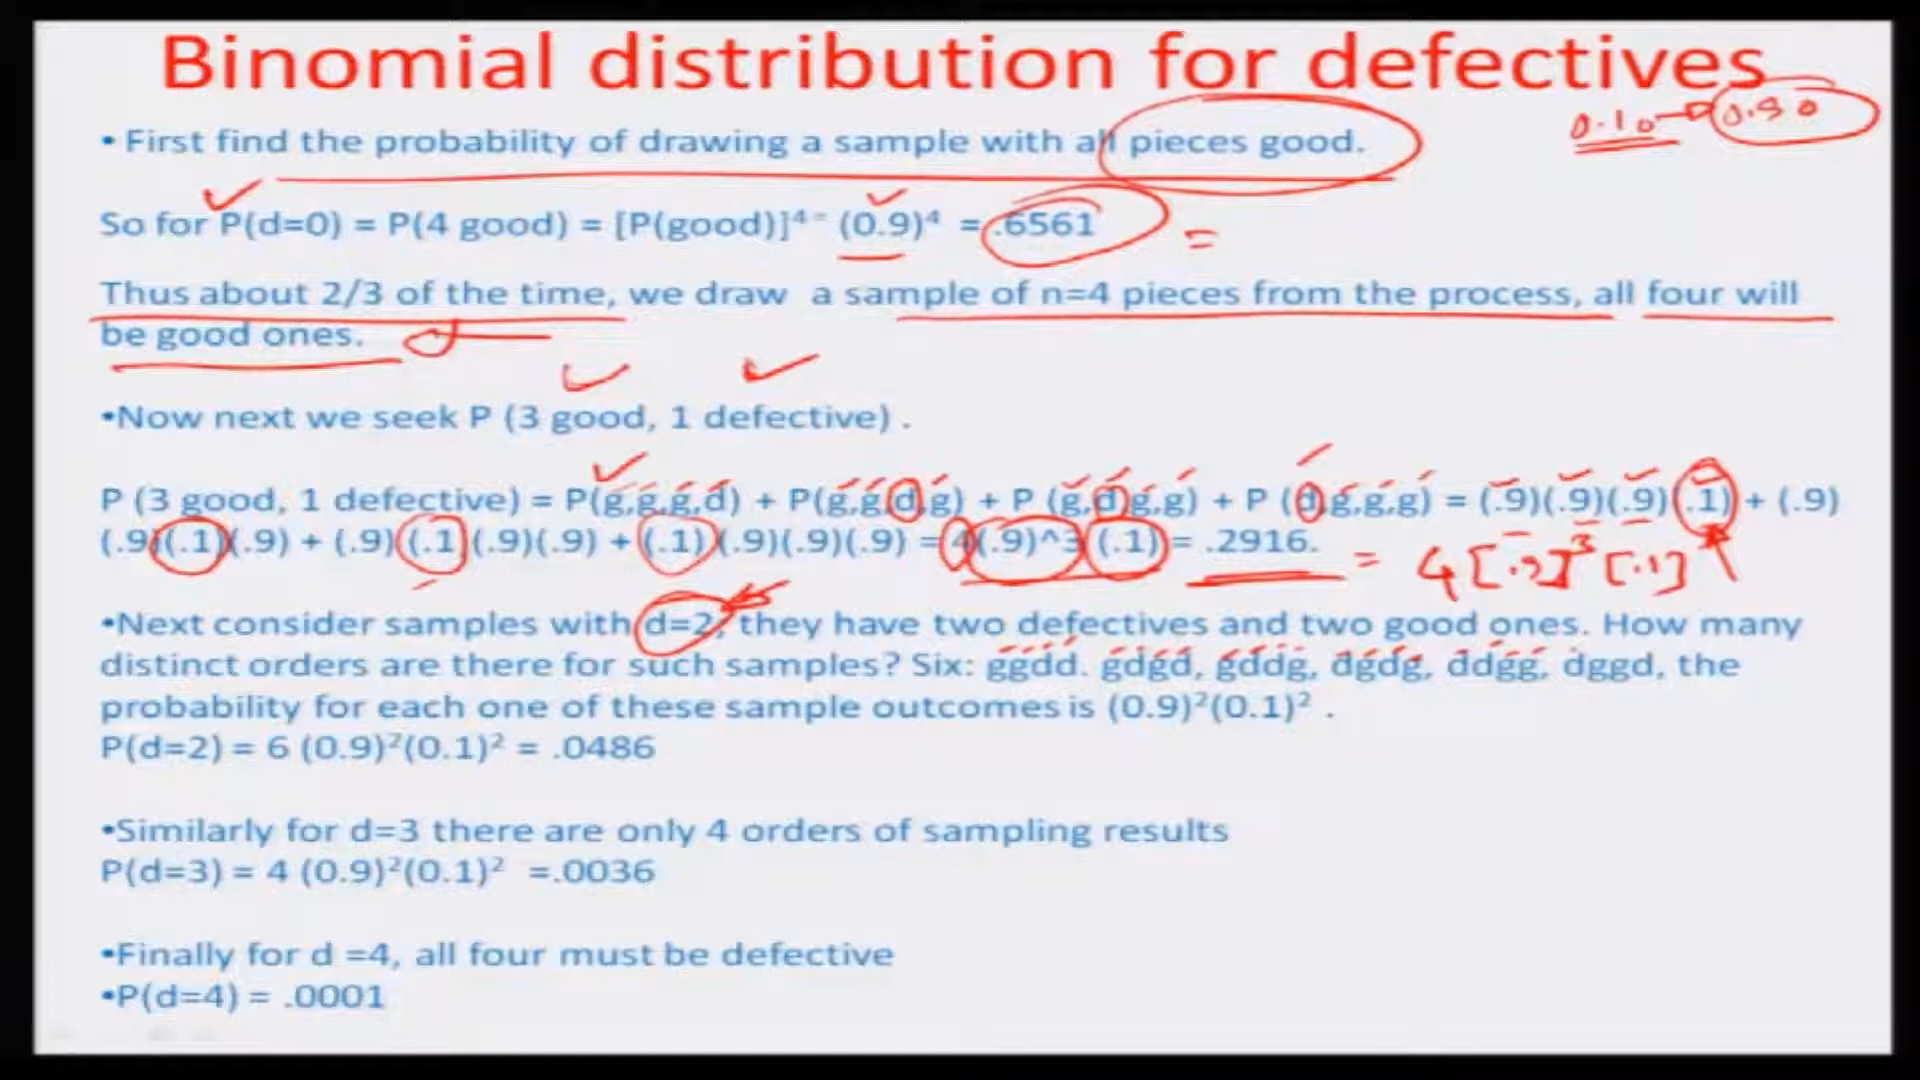 Binomial distribution for defectives
0.10 → 0.90
• First find the probability of drawing a sample with all pieces good.
So for P(d=0) = P(4 good) = [P(good)]⁴⁼ (0.9)⁴ = .6561 =
Thus about 2/3 of the time, we draw a sample of n=4 pieces from the process, all four will
be good ones.
•Now next we seek P (3 good, 1 defective) .
P (3 good, 1 defective) = P(g,g,g,d) + P(g,g,d,g) + P (g,d,g,g) + P (d,g,g,g) = (.9)(.9)(.9)(.1) + (.9)
(.9)(.1)(.9) + (.9)(.1)(.9)(.9) + (.1)(.9)(.9)(.9) = 4(.9)^3 (.1) = .2916. = 4[.9]³[.1]
•Next consider samples with d=2, they have two defectives and two good ones. How many
distinct orders are there for such samples? Six: ggdd. gdgd, gddg, dgdg, ddgg, dggd, the
probability for each one of these sample outcomes is (0.9)²(0.1)² .
P(d=2) = 6 (0.9)²(0.1)² = .0486
•Similarly for d=3 there are only 4 orders of sampling results
P(d=3) = 4 (0.9)²(0.1)² =.0036
•Finally for d =4, all four must be defective
•P(d=4) = .0001